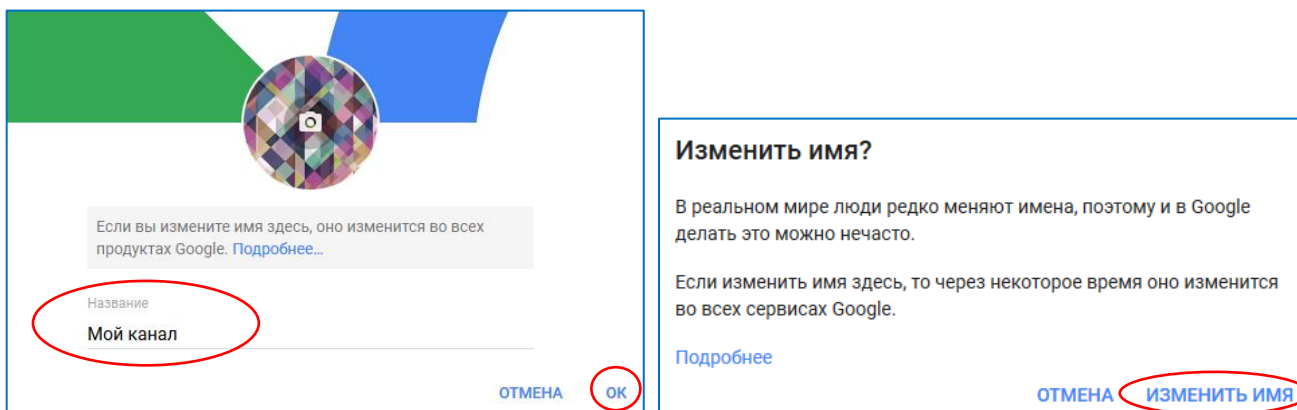 Если вы измените имя здесь, оно изменится во всех
продуктах Google. Подробнее...
Название
Мой канал
ОТМЕНА ОК
Изменить имя?
В реальном мире люди редко меняют имена, поэтому и в Google
делать это можно нечасто.
Если изменить имя здесь, то через некоторое время оно изменится
во всех сервисах Google.
Подробнее
ОТМЕНА ИЗМЕНИТЬ ИМЯ